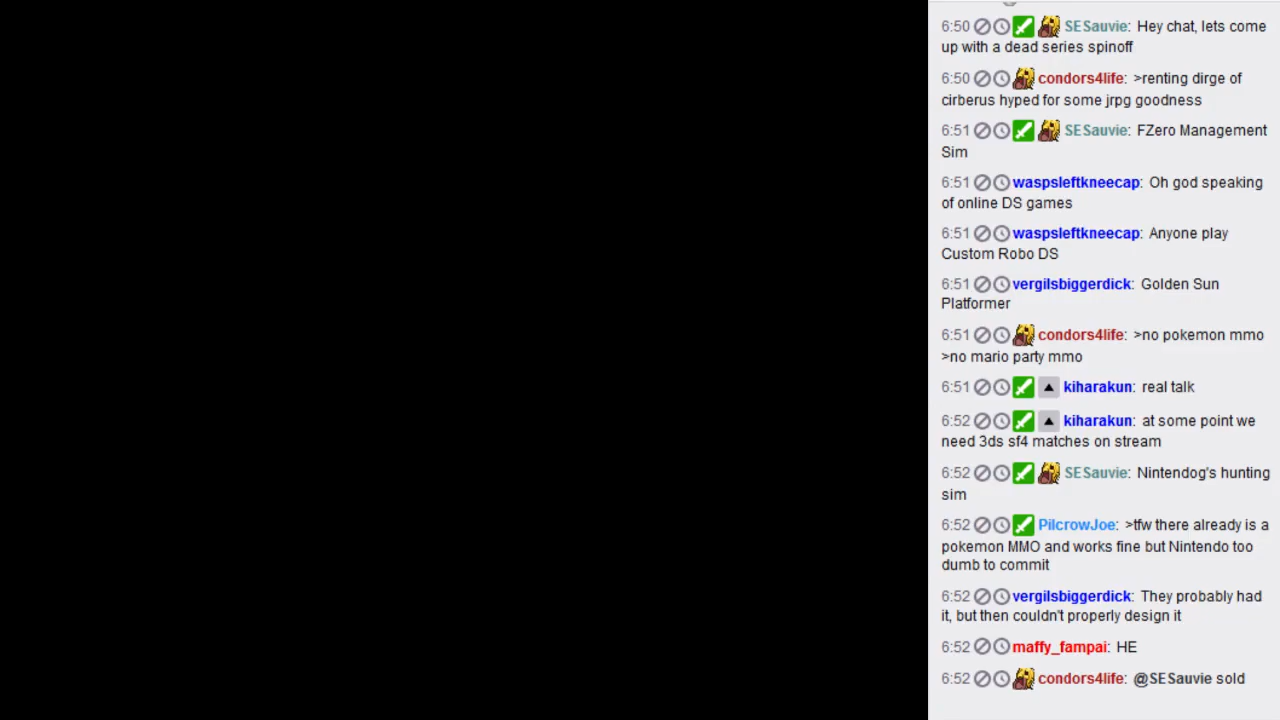 6:50 SESauvie: Hey chat, lets come
up with a dead series spinoff
6:50 condors4life: >renting dirge of
cirberus hyped for some jrpg goodness
6:51 SESauvie: FZero Management
Sim
6:51 waspsleftkneecap: Oh god speaking
of online DS games
6:51 waspsleftkneecap: Anyone play
Custom Robo DS
6:51 vergilsbiggerdick: Golden Sun
Platformer
6:51 condors4life: >no pokemon mmo
>no mario party mmo
6:51 kiharakun: real talk
6:52 kiharakun: at some point we
need 3ds sf4 matches on stream
6:52 SESauvie: Nintendog's hunting
sim
6:52 PilcrowJoe: >tfw there already is a
pokemon MMO and works fine but Nintendo too
dumb to commit
6:52 vergilsbiggerdick: They probably had
it, but then couldn't properly design it
6:52 maffy_fampai: HE
6:52 condors4life: @SESauvie sold